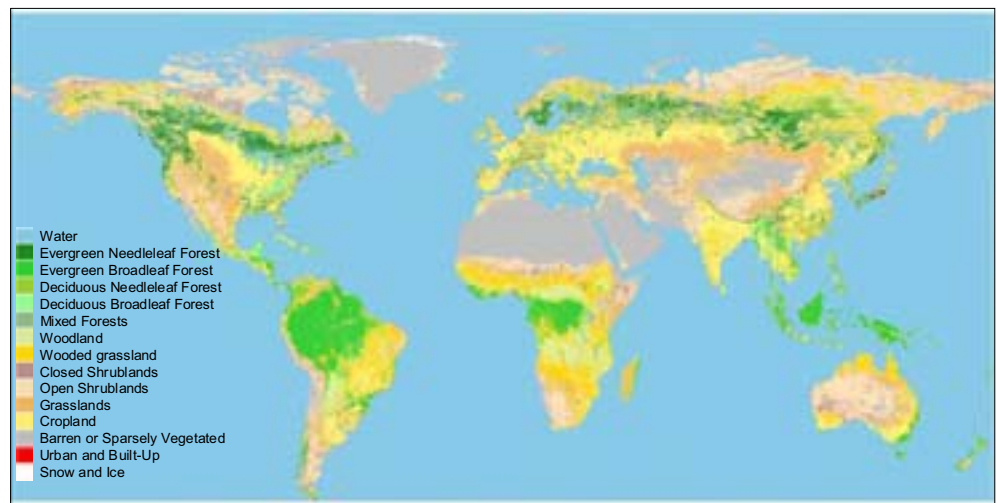 Water
Evergreen Needleleaf Forest
Evergreen Broadleaf Forest
Deciduous Needleleaf Forest
Deciduous Broadleaf Forest
Mixed Forests
Woodland
Wooded grassland
Closed Shrublands
Open Shrublands
Grasslands
Cropland
Barren or Sparsely Vegetated
Urban and Built-Up
Snow and Ice